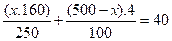 (x.160)/250 + (500 − x).4/100 = 40